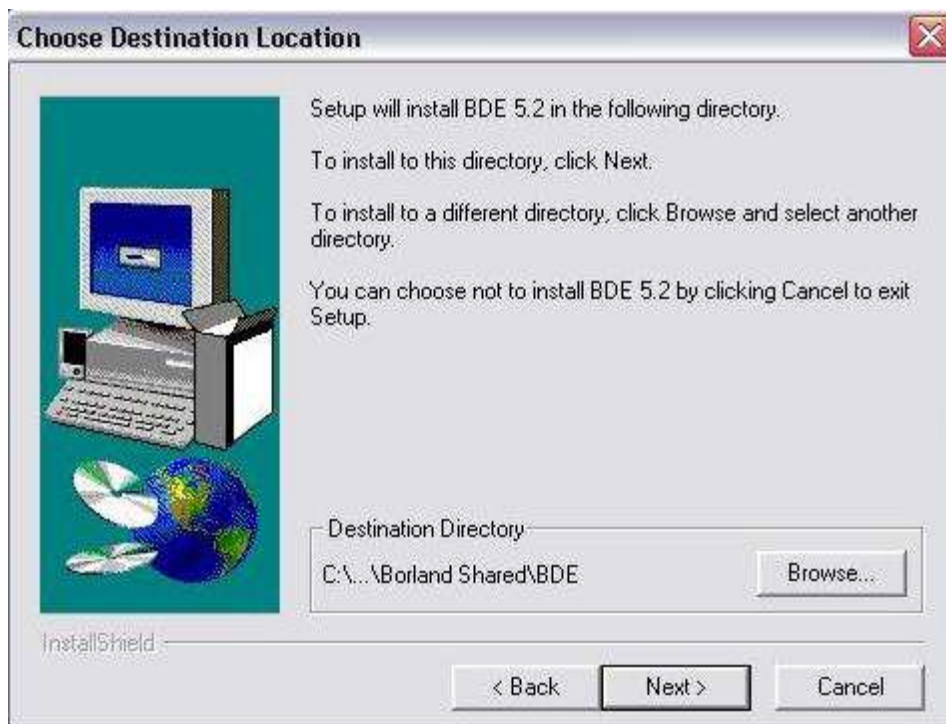 Choose Destination Location
Setup will install BDE 5.2 in the following directory.
To install to this directory, click Next.
To install to a different directory, click Browse and select another
directory.
You can choose not to install BDE 5.2 by clicking Cancel to exit
Setup.
Destination Directory
C:\...\Borland Shared\BDE
Browse...
InstallShield
< Back
Next >
Cancel